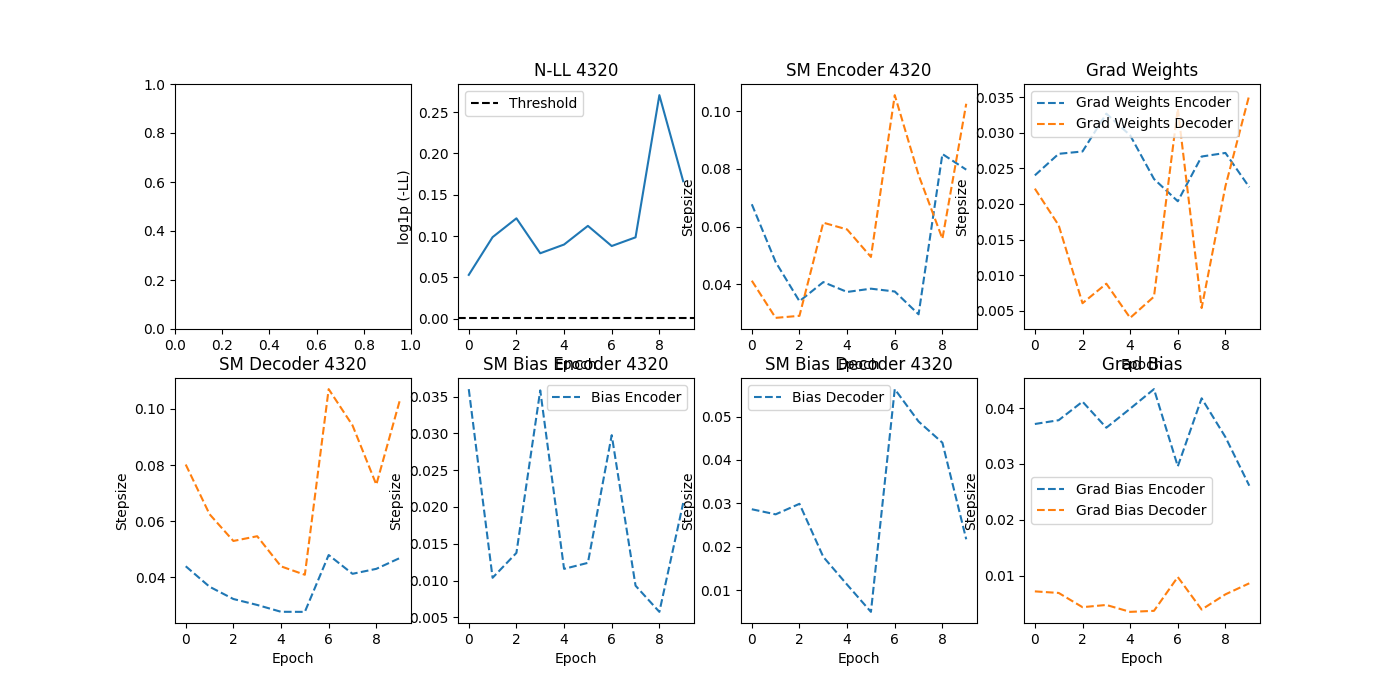 N-LL 4320
SM Encoder 4320
Grad Weights
1.0
0.8
0.6
0.4
0.2
0.0
0.0 0.2 0.4 0.6 0.8 1.0
log1p (-LL)
0.25
0.20
0.15
0.10
0.05
0.00
Threshold
0 2 4 6 8
Epoch
Stepsize
0.10
0.08
0.06
0.04
0 2 4 6 8
Epoch
Stepsize
0.035
0.030
0.025
0.020
0.015
0.010
0.005
Grad Weights Encoder
Grad Weights Decoder
0 2 4 6 8
Epoch
SM Decoder 4320
SM Bias Encoder 4320
SM Bias Decoder 4320
Grad Bias
Stepsize
0.10
0.08
0.06
0.04
0 2 4 6 8
Epoch
Stepsize
0.035
0.030
0.025
0.020
0.015
0.010
0.005
Bias Encoder
0 2 4 6 8
Epoch
Stepsize
0.05
0.04
0.03
0.02
0.01
Bias Decoder
0 2 4 6 8
Epoch
Stepsize
0.04
0.03
0.02
0.01
Grad Bias Encoder
Grad Bias Decoder
0 2 4 6 8
Epoch